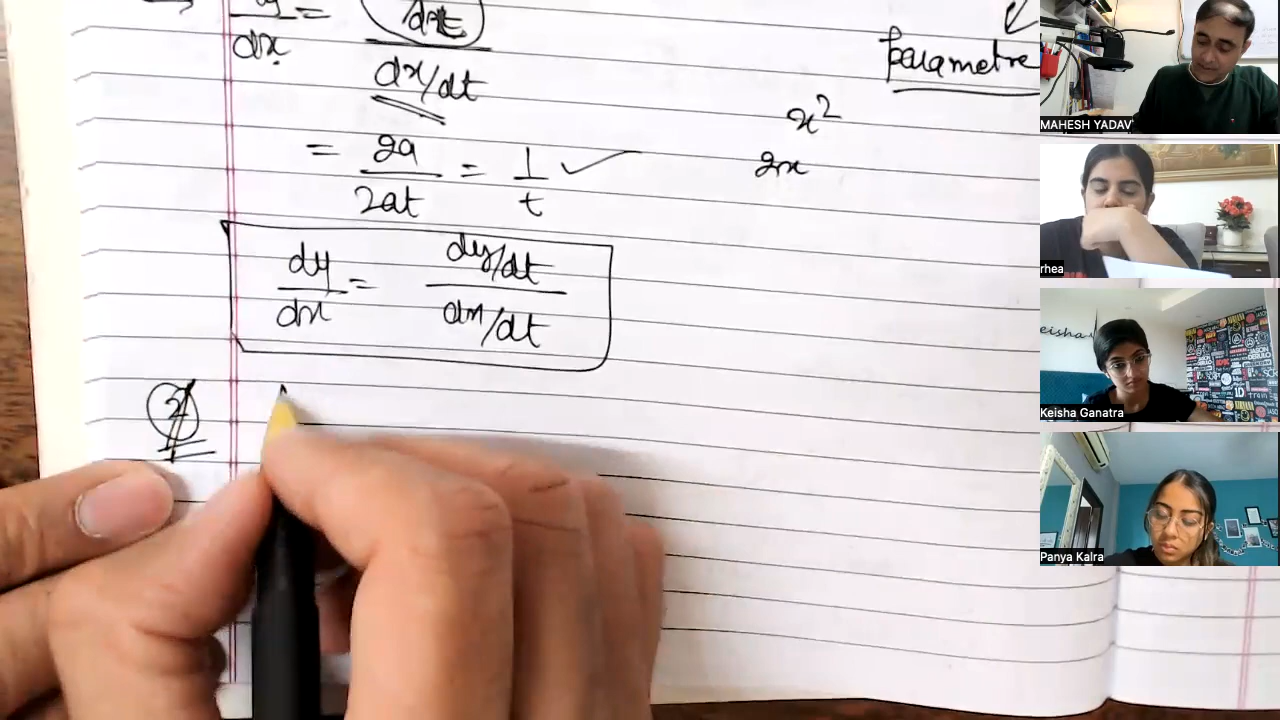 dy/dx = /dt
dx/dt
= 2a/2at = 1/t ✓
dy/dx = dy/dt / dx/dt
parametre
x²
2x
2
MAHESH YADAV
rhea
Keisha Ganatra
Panya Kalra